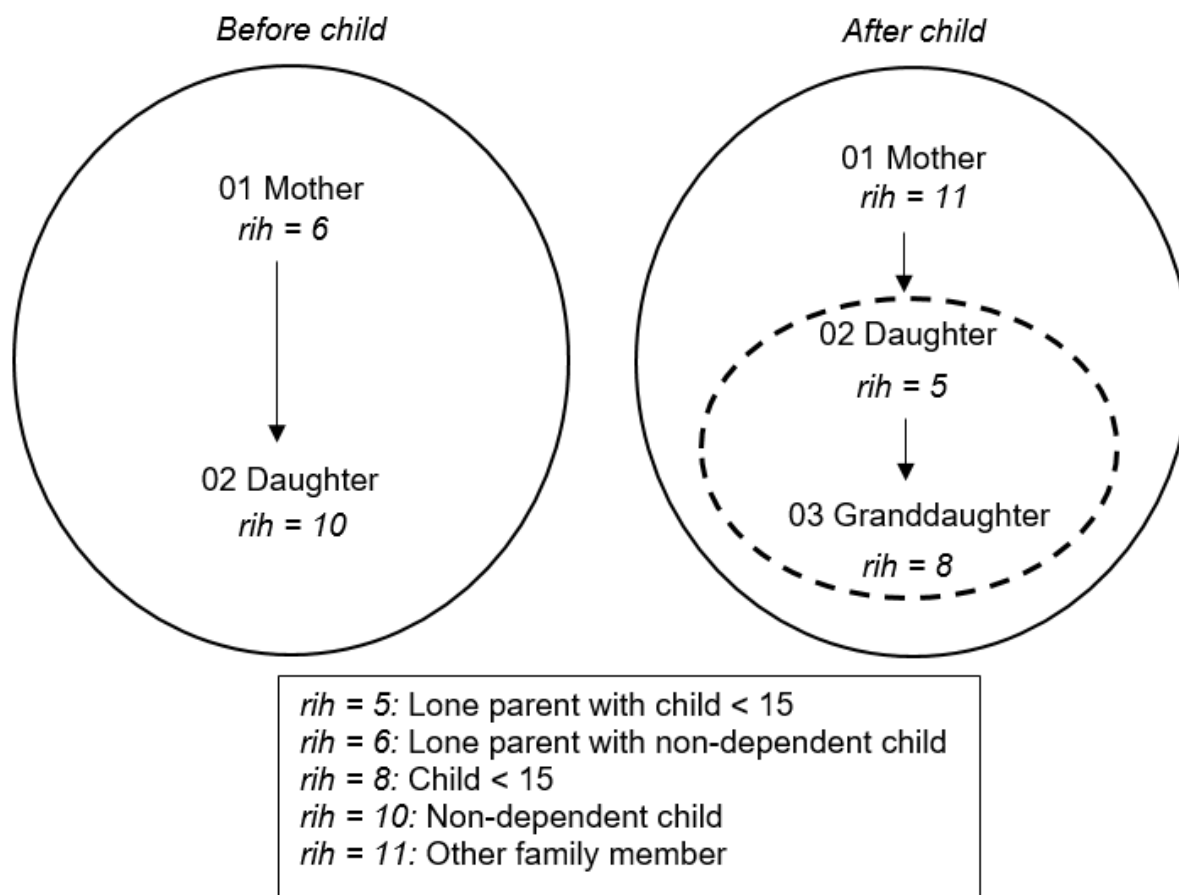 Before child
After child
01 Mother
rih = 6
02 Daughter
rih = 10
01 Mother
rih = 11
02 Daughter
rih = 5
03 Granddaughter
rih = 8
rih = 5: Lone parent with child < 15
rih = 6: Lone parent with non-dependent child
rih = 8: Child < 15
rih = 10: Non-dependent child
rih = 11: Other family member